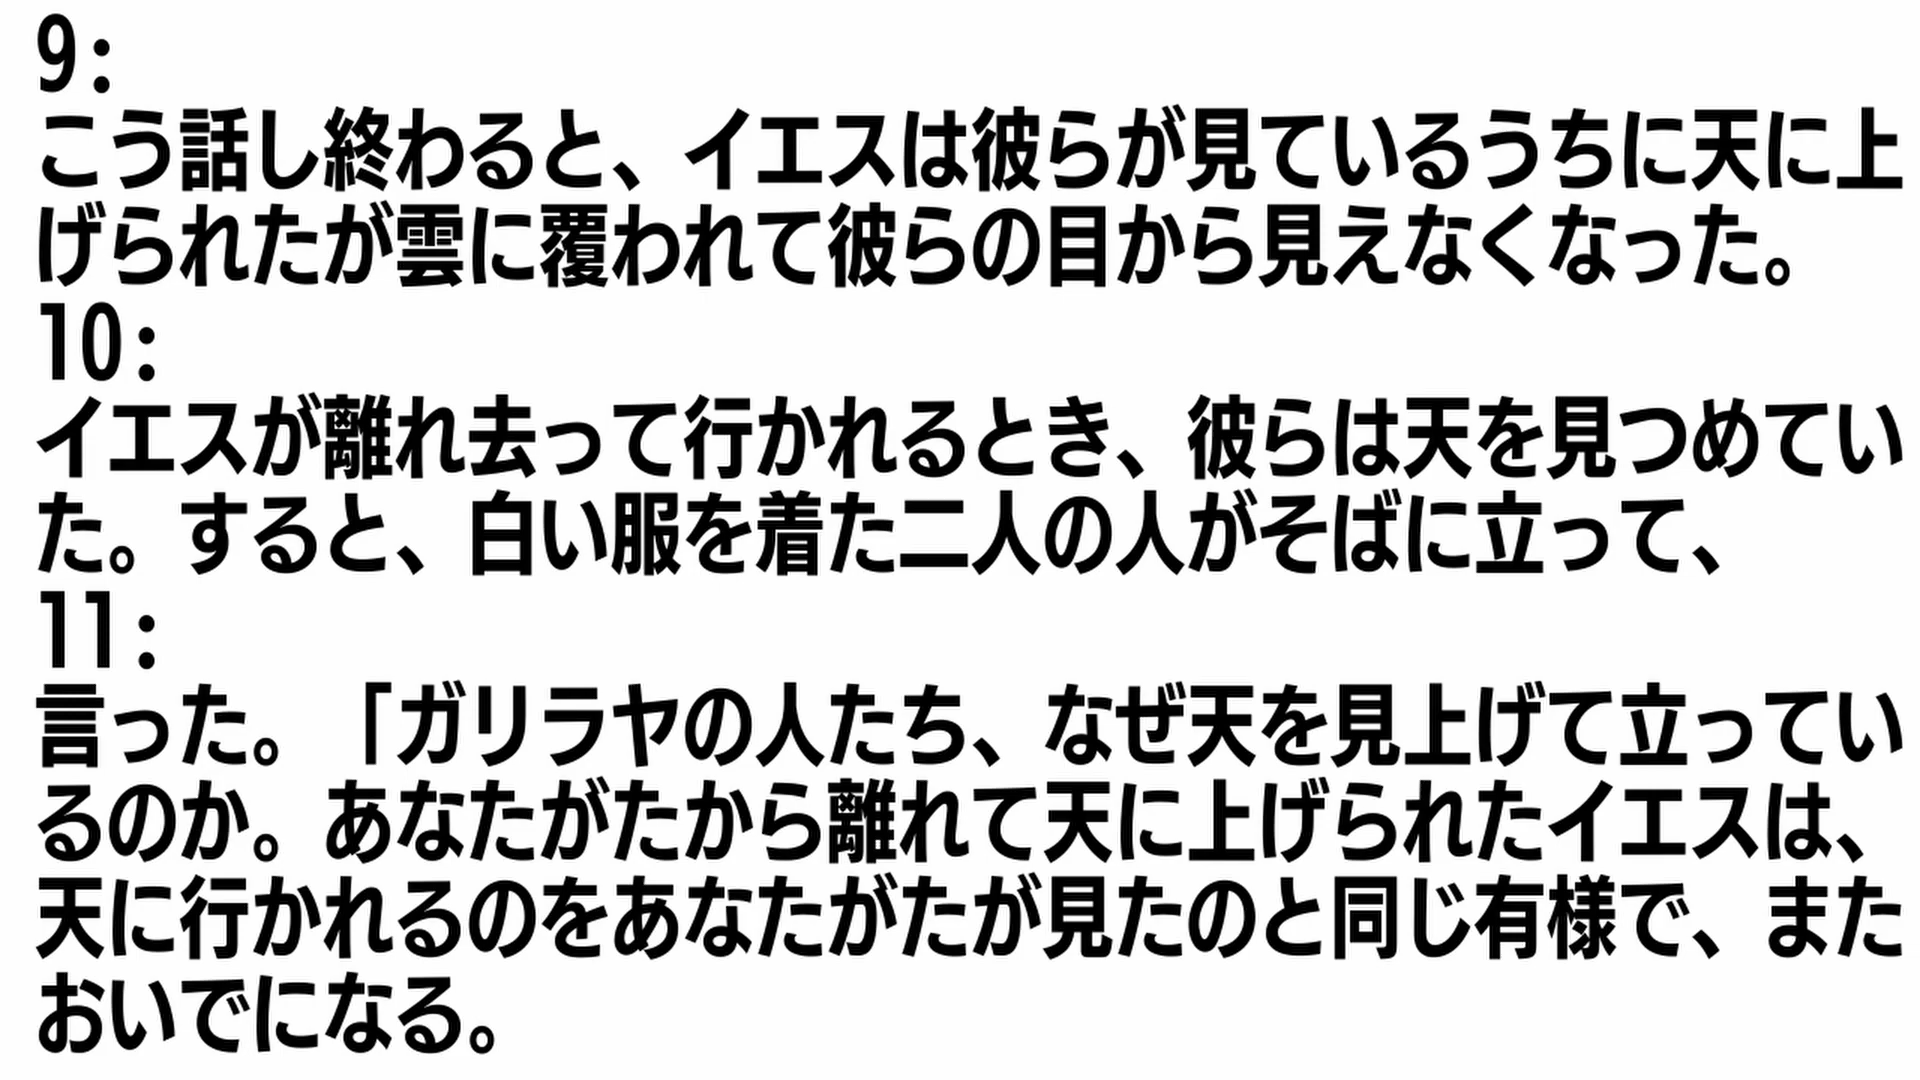 9:
こう話し終わると、イエスは彼らが見ているうちに天に上
げられたが雲に覆われて彼らの目から見えなくなった。
10:
イエスが離れ去って行かれるとき、彼らは天を見つめてい
た。すると、白い服を着た二人の人がそばに立って、
11:
言った。「ガリラヤの人たち、なぜ天を見上げて立ってい
るのか。あなたがたから離れて天に上げられたイエスは、
天に行かれるのをあなたがたが見たのと同じ有様で、また
おいでになる。